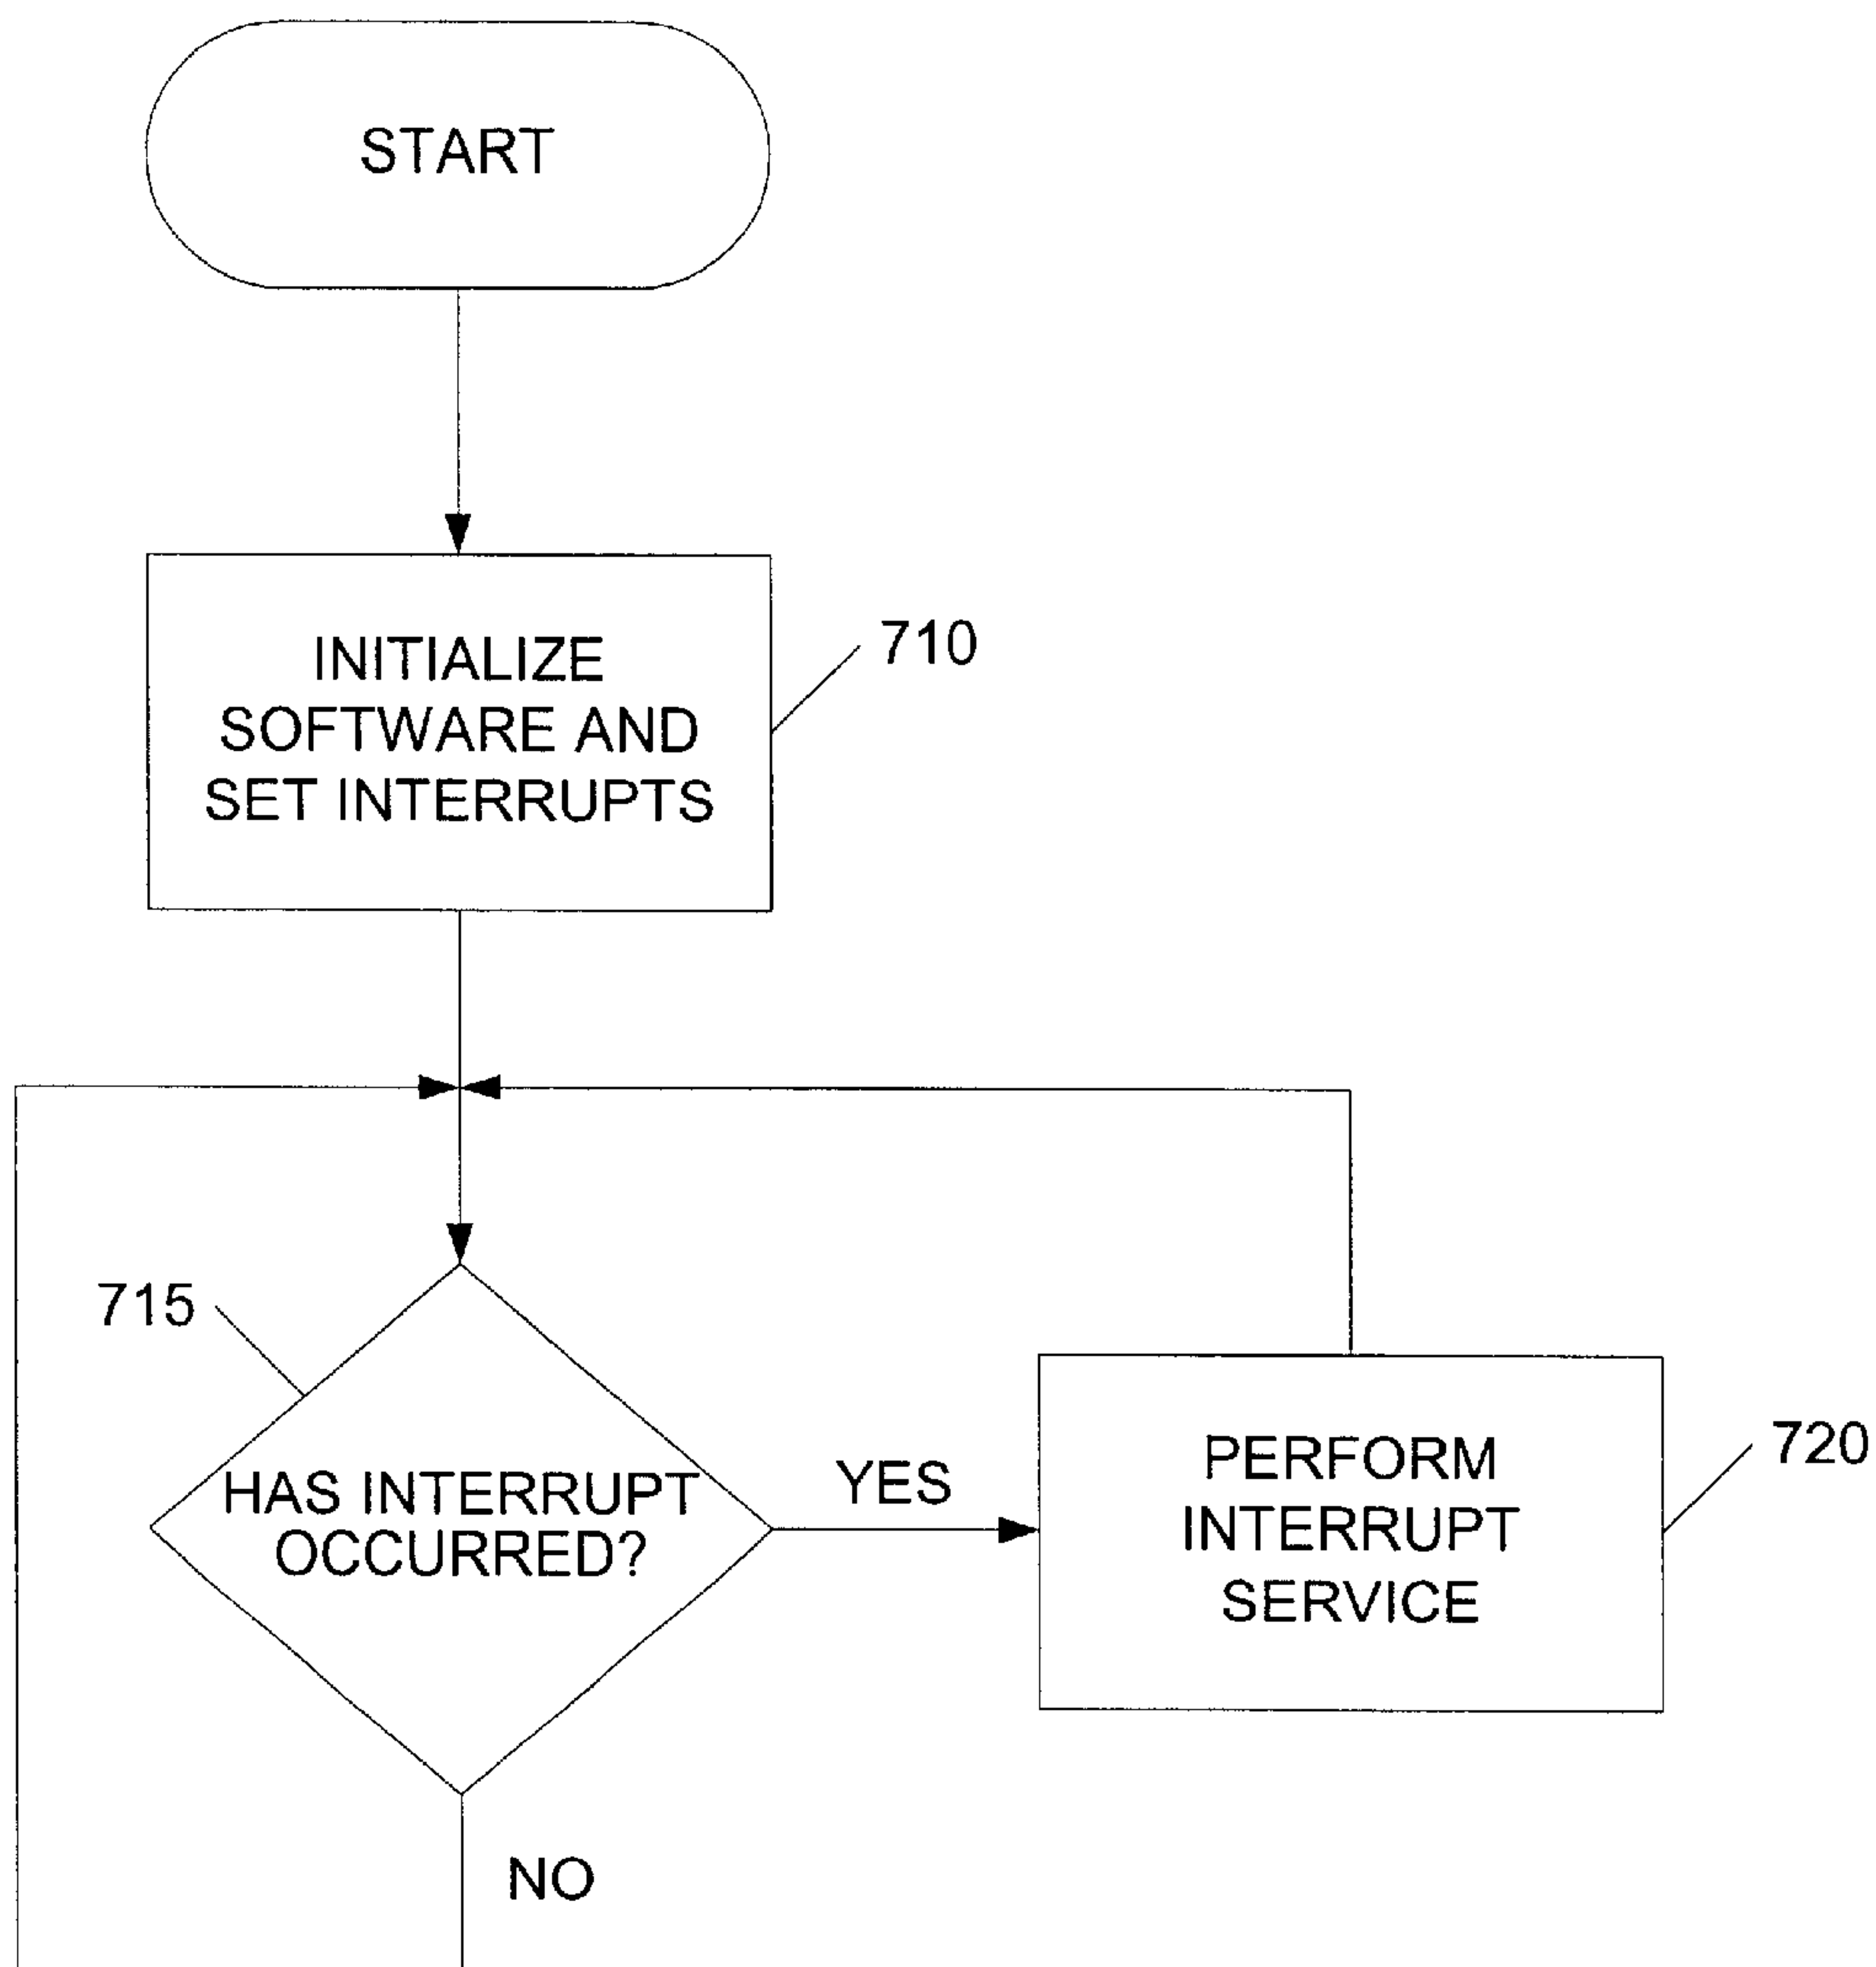 START
INITIALIZE
SOFTWARE AND
SET INTERRUPTS
710
715
HAS INTERRUPT
OCCURRED?
YES
PERFORM
INTERRUPT
SERVICE
720
NO